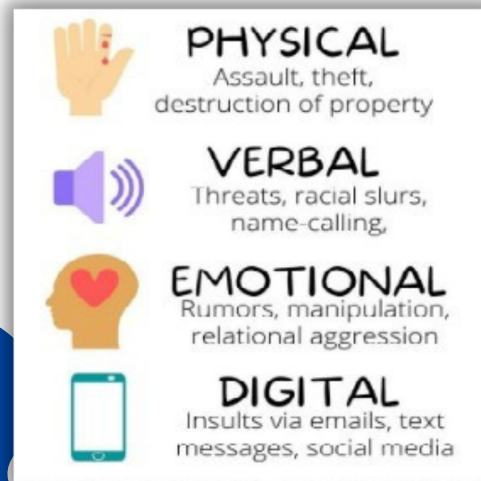 PHYSICAL
Assault, theft,
destruction of property
VERBAL
Threats, racial slurs,
name-calling,
EMOTIONAL
Rumors, manipulation,
relational aggression
DIGITAL
Insults via emails, text
messages, social media